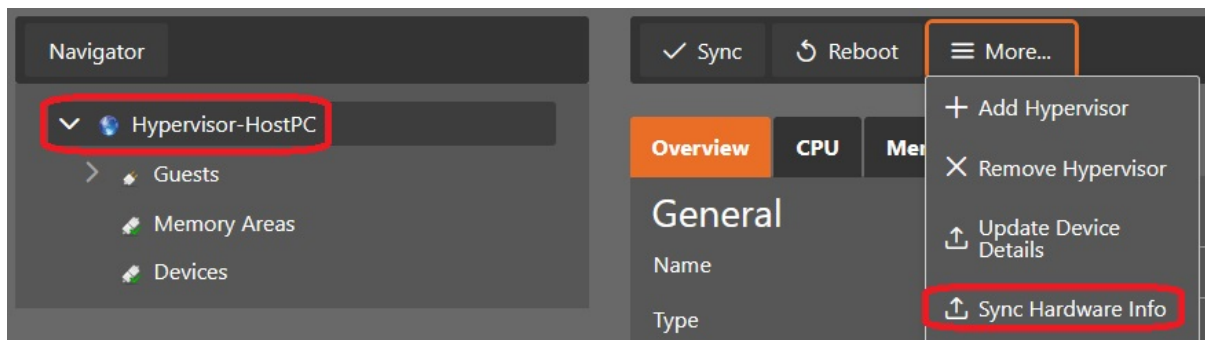 Navigator
Hypervisor-HostPC
Guests
Memory Areas
Devices
Sync Reboot More...
Overview CPU
General
Name
Type
Add Hypervisor
Remove Hypervisor
Update Device
Details
Sync Hardware Info